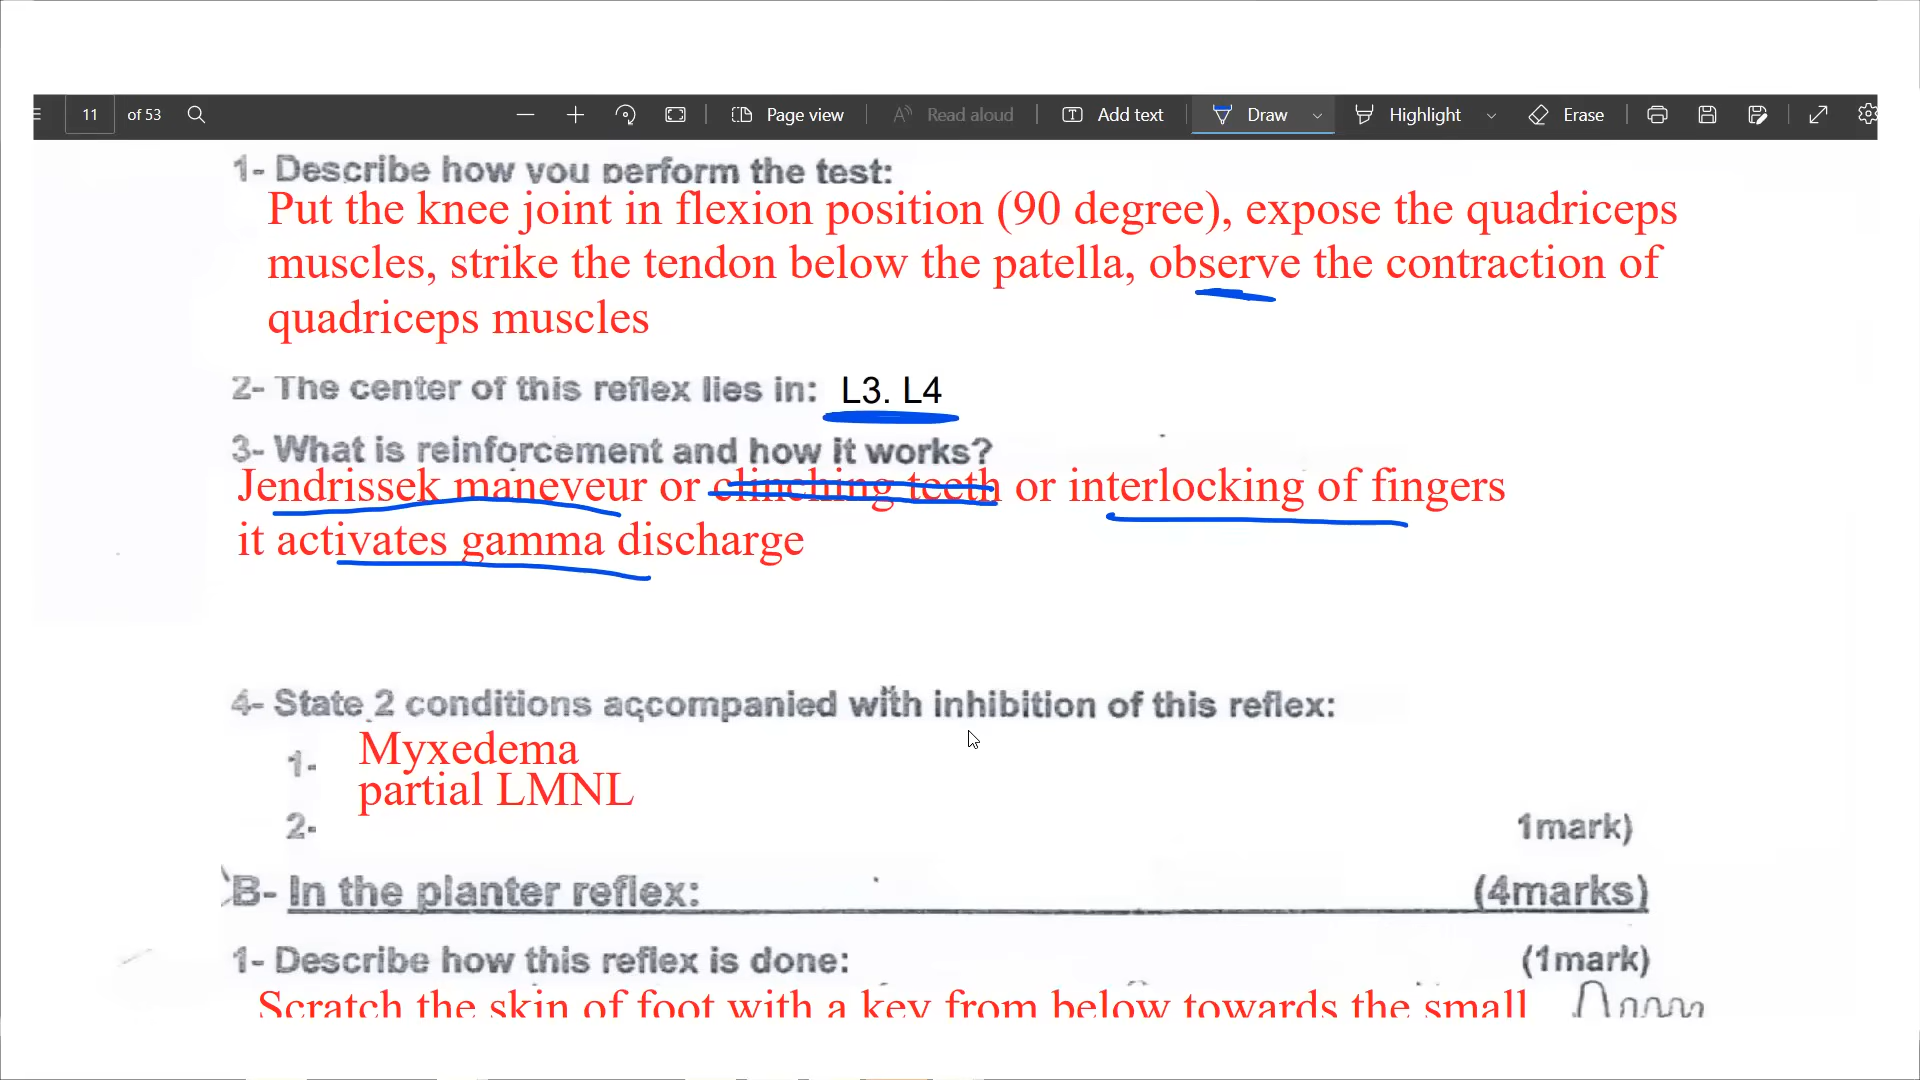 11 of 53 Page view Read aloud Add text Draw Highlight Erase
1- Describe how you perform the test:
Put the knee joint in flexion position (90 degree), expose the quadriceps
muscles, strike the tendon below the patella, observe the contraction of
quadriceps muscles
2- The center of this reflex lies in: L3. L4
3- What is reinforcement and how it works?
Jendrissek maneveur or clinching teeth or interlocking of fingers
it activates gamma discharge
4- State 2 conditions accompanied with inhibition of this reflex:
1- Myxedema
partial LMNL
2- 1mark)
B- In the planter reflex: (4marks)
1- Describe how this reflex is done: (1mark)
Scratch the skin of foot with a key from below towards the small